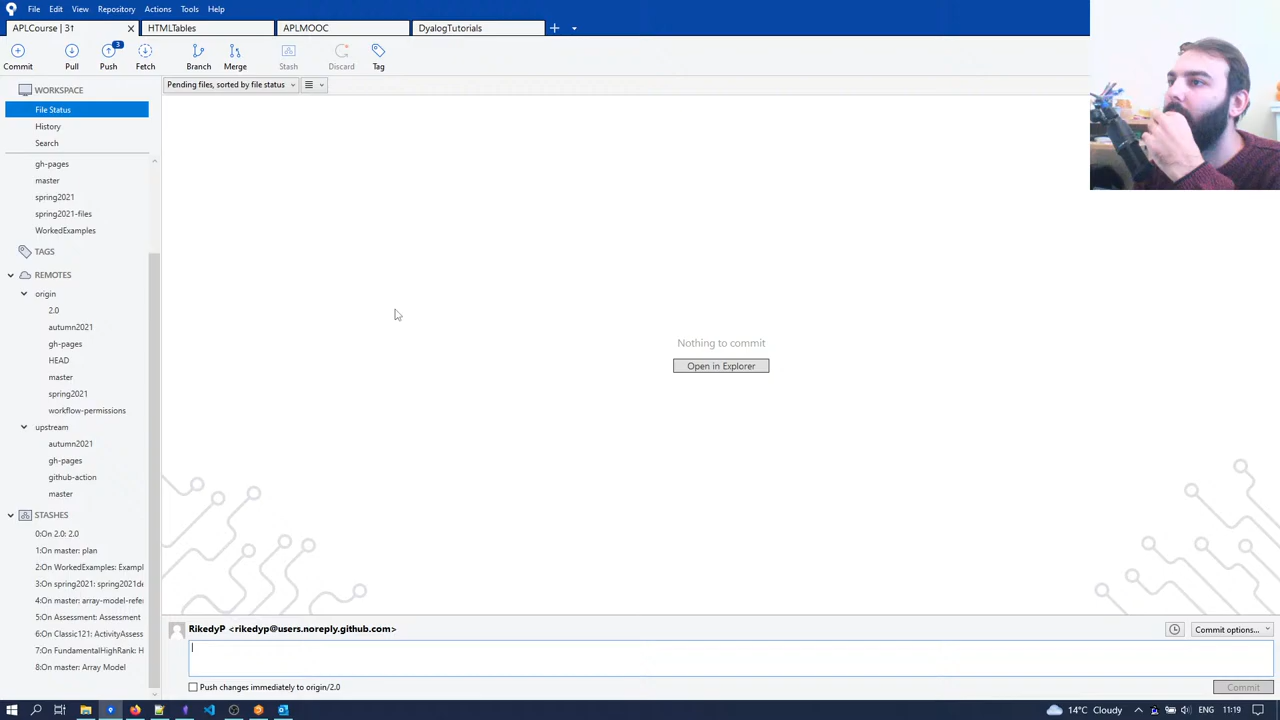 File Edit View Repository Actions Tools Help
APLCourse | 3↑ HTMLTables APLMOOC DyalogTutorials
3
Commit Pull Push Fetch Branch Merge Stash Discard Tag
WORKSPACE
Pending files, sorted by file status
File Status
History
Search
gh-pages
master
spring2021
spring2021-files
WorkedExamples
TAGS
REMOTES
origin
2.0
autumn2021
gh-pages
HEAD
master
spring2021
workflow-permissions
upstream
autumn2021
gh-pages
github-action
master
STASHES
0:On 2.0: 2.0
1:On master: plan
2:On WorkedExamples: Exampl
3:On spring2021: spring2021de
4:On master: array-model-refe
5:On Assessment: Assessment
6:On Classic121: ActivityAssess
7:On FundamentalHighRank: H
8:On master: Array Model
Nothing to commit
Open in Explorer
RikedyP <rikedyp@users.noreply.github.com>
Commit options...
Push changes immediately to origin/2.0
Commit
14°C Cloudy ENG 11:19